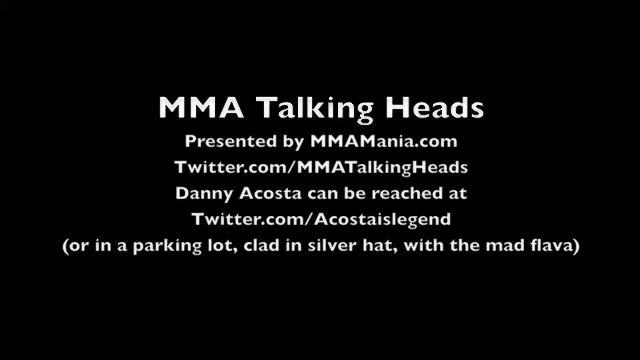 MMA Talking Heads
Presented by MMAMania.com
Twitter.com/MMATalkingHeads
Danny Acosta can be reached at
Twitter.com/Acostaislegend
(or in a parking lot, clad in silver hat, with the mad flava)